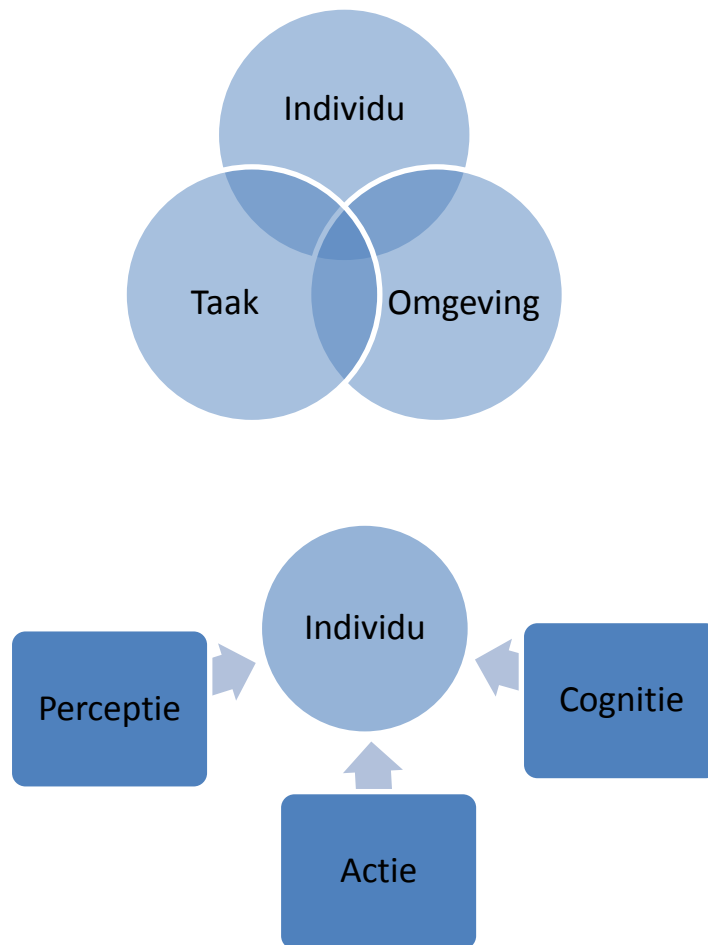 Individu
Taak
Omgeving
Individu
Perceptie
Cognitie
Actie